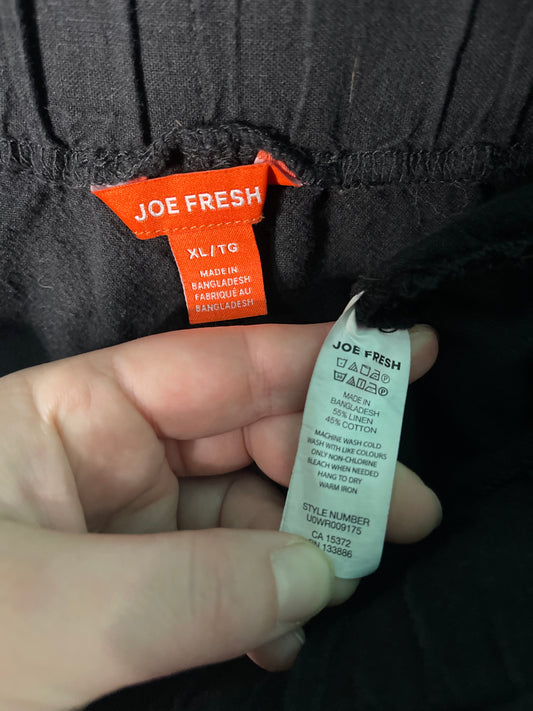 JOE FRESH
XL/TG
MADE IN
BANGLADESH
FABRIQUÉ AU
BANGLADESH
JOE FRESH
MADE IN
BANGLADESH
55% LINEN
45% COTTON
MACHINE WASH COLD
WASH WITH LIKE COLOURS
ONLY NON-CHLORINE
BLEACH WHEN NEEDED
HANG TO DRY
WARM IRON
STYLE NUMBER
U0WR009175
CA 15372
RN 133886